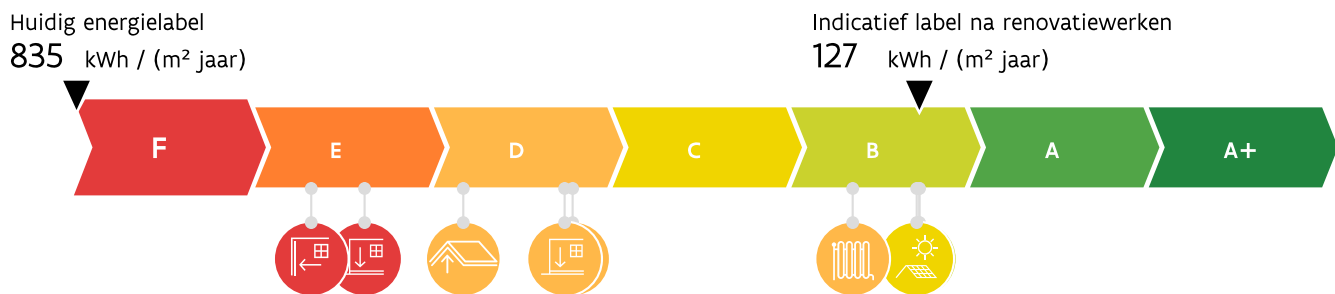 Huidig energielabel
835 kWh / (m² jaar)
Indicatief label na renovatiewerken
127 kWh / (m² jaar)
F E D C B A A+